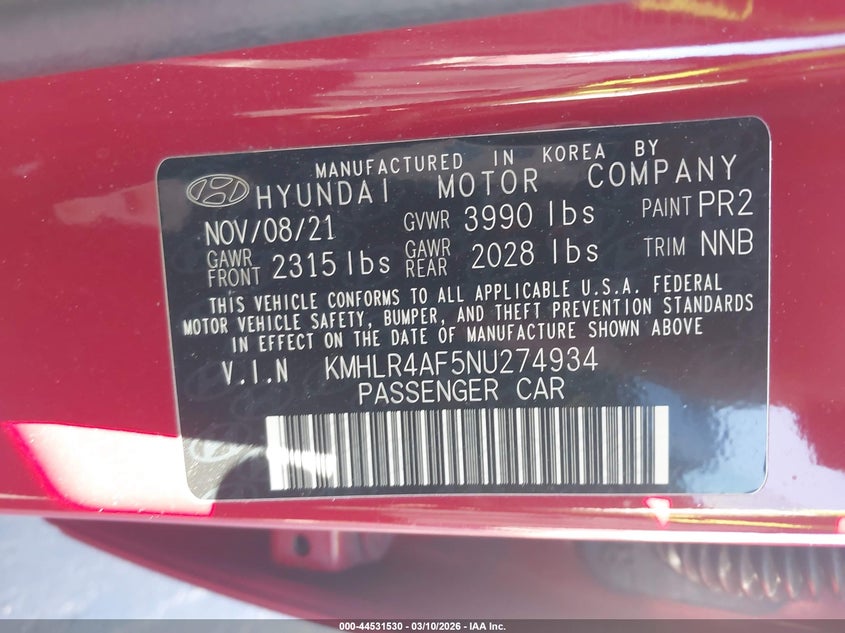 MANUFACTURED IN KOREA BY
HYUNDAI MOTOR COMPANY
NOV/08/21 GVWR 3990 lbs PAINT PR2
GAWR FRONT 2315 lbs GAWR REAR 2028 lbs TRIM NNB
THIS VEHICLE CONFORMS TO ALL APPLICABLE U.S.A. FEDERAL
MOTOR VEHICLE SAFETY, BUMPER, AND THEFT PREVENTION STANDARDS
IN EFFECT ON THE DATE OF MANUFACTURE SHOWN ABOVE
V.I.N KMHLR4AF5NU274934
PASSENGER CAR
000-44531530 — 03/10/2026 — IAA Inc.